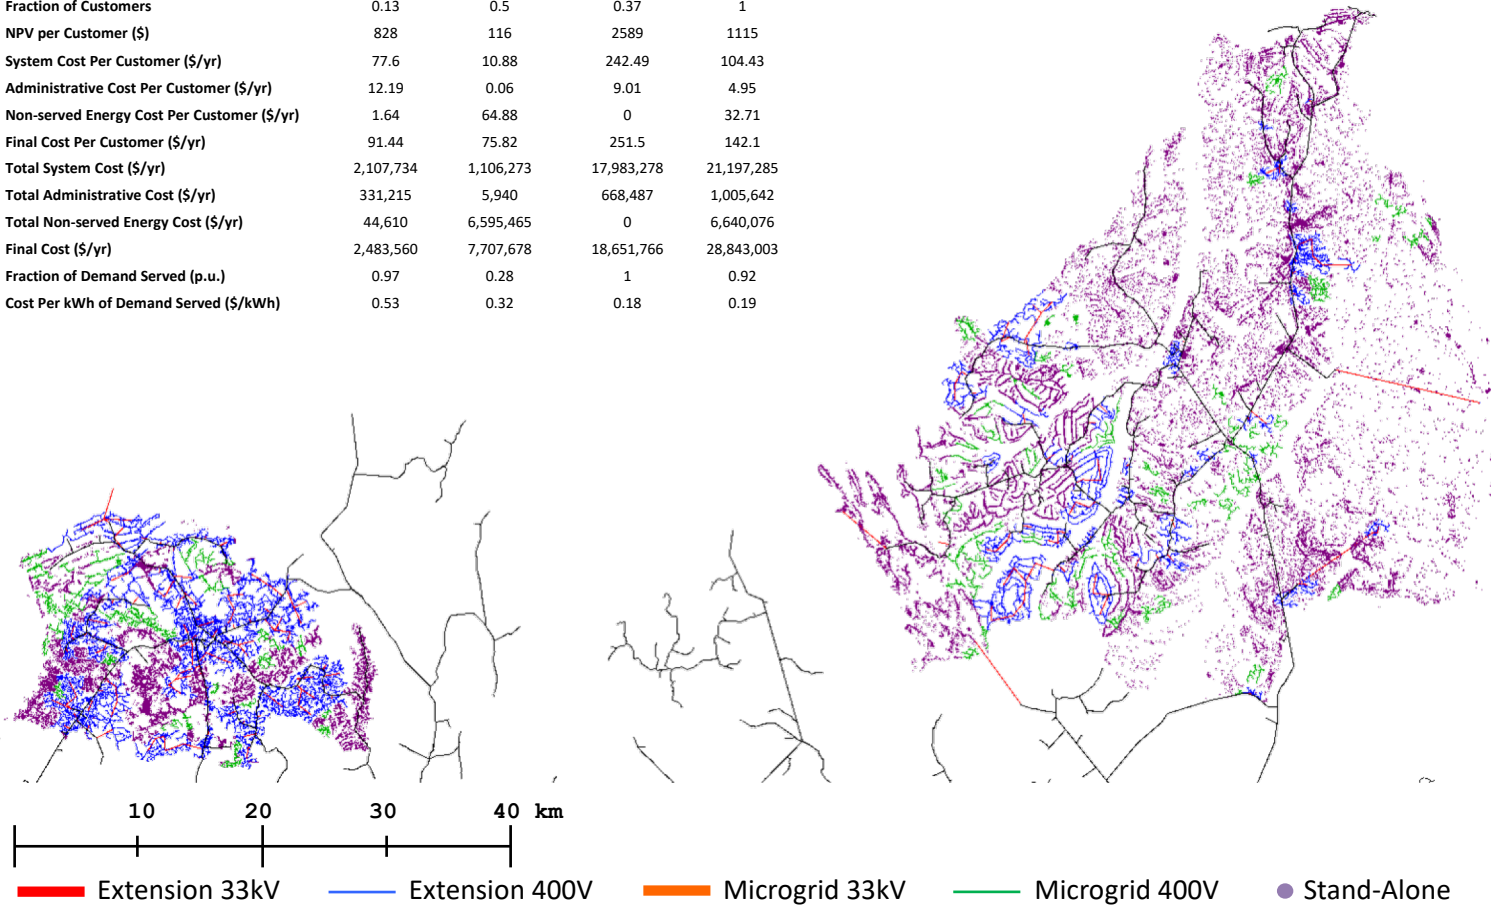 Fraction of Customers 0.13 0.5 0.37 1
NPV per Customer ($) 828 116 2589 1115
System Cost Per Customer ($/yr) 77.6 10.88 242.49 104.43
Administrative Cost Per Customer ($/yr) 12.19 0.06 9.01 4.95
Non-served Energy Cost Per Customer ($/yr) 1.64 64.88 0 32.71
Final Cost Per Customer ($/yr) 91.44 75.82 251.5 142.1
Total System Cost ($/yr) 2,107,734 1,106,273 17,983,278 21,197,285
Total Administrative Cost ($/yr) 331,215 5,940 668,487 1,005,642
Total Non-served Energy Cost ($/yr) 44,610 6,595,465 0 6,640,076
Final Cost ($/yr) 2,483,560 7,707,678 18,651,766 28,843,003
Fraction of Demand Served (p.u.) 0.97 0.28 1 0.92
Cost Per kWh of Demand Served ($/kWh) 0.53 0.32 0.18 0.19
10 20 30 40 km
Extension 33kV Extension 400V Microgrid 33kV Microgrid 400V Stand-Alone